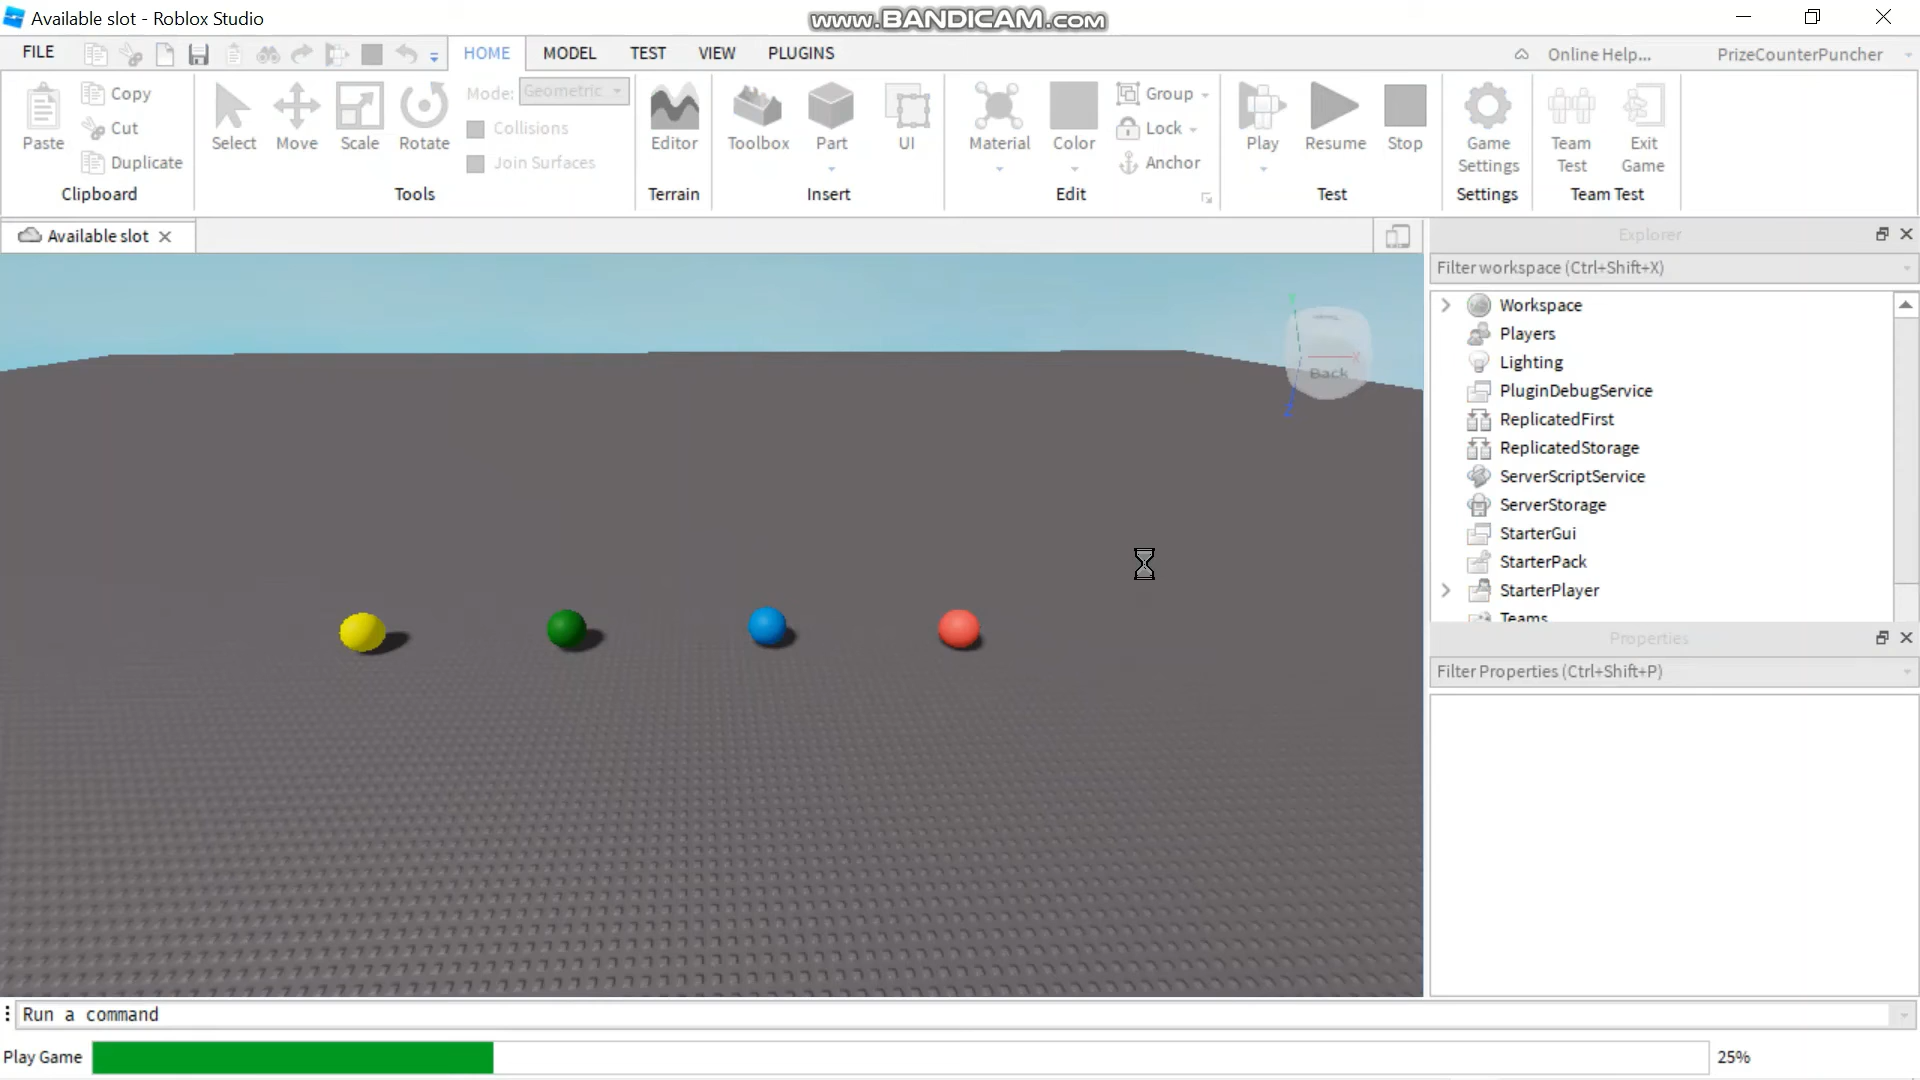 Available slot - Roblox Studio
www.BANDICAM.com
FILE
HOME
MODEL
TEST
VIEW
PLUGINS
Online Help...
PrizeCounterPuncher
Paste
Copy
Cut
Duplicate
Clipboard
Select
Move
Scale
Rotate
Mode:
Geometric
Collisions
Join Surfaces
Tools
Editor
Terrain
Toolbox
Part
UI
Insert
Material
Color
Group
Lock
Anchor
Edit
Play
Resume
Stop
Test
Game
Settings
Settings
Team
Test
Exit
Game
Team Test
Available slot
Explorer
Filter workspace (Ctrl+Shift+X)
Workspace
Players
Lighting
PluginDebugService
ReplicatedFirst
ReplicatedStorage
ServerScriptService
ServerStorage
StarterGui
StarterPack
StarterPlayer
Teams
Y
X
Back
Z
Properties
Filter Properties (Ctrl+Shift+P)
Run a command
Play Game
25%